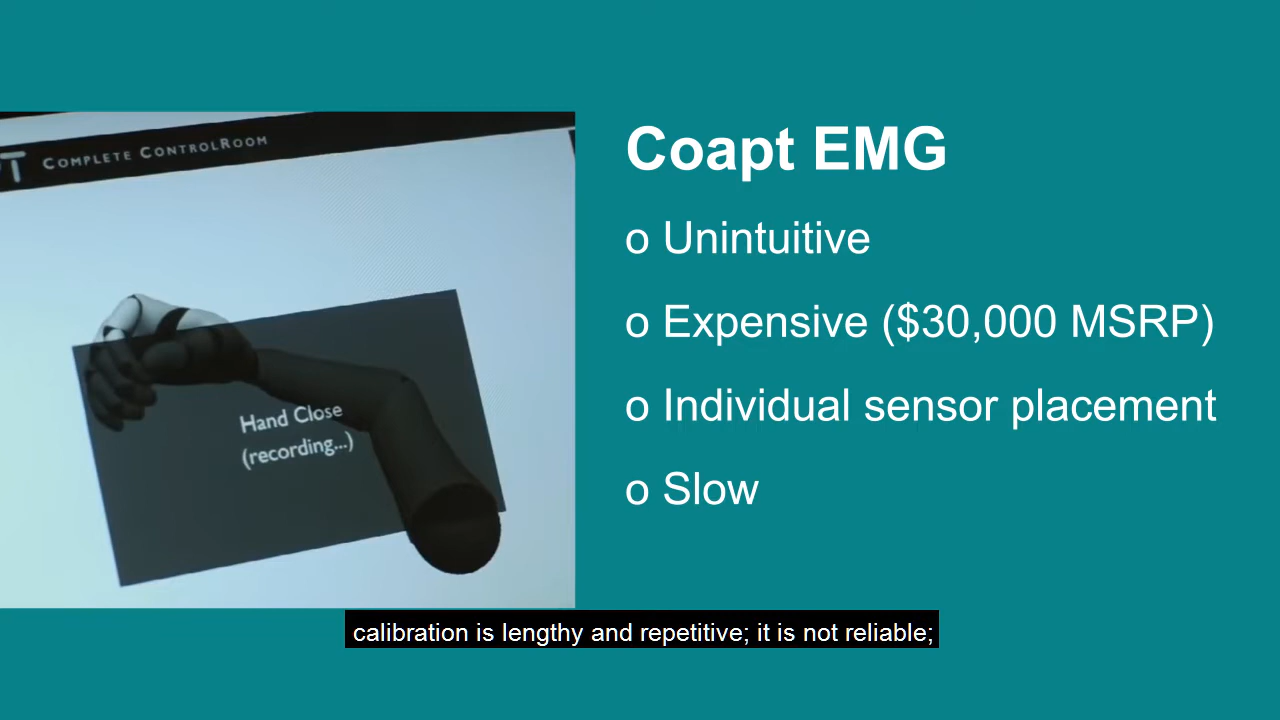 COMPLETE CONTROLROOM
Hand Close
(recording...)
Coapt EMG
o Unintuitive
o Expensive ($30,000 MSRP)
o Individual sensor placement
o Slow
calibration is lengthy and repetitive; it is not reliable;